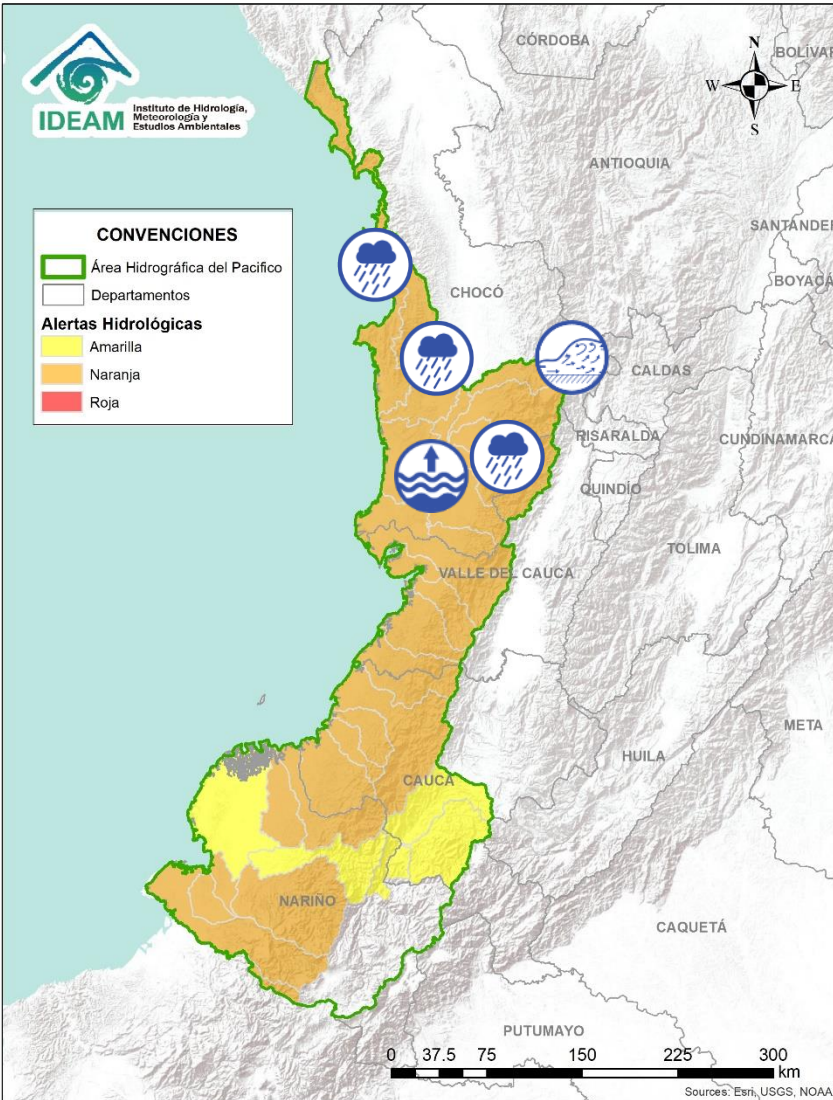 IDEAM
Instituto de Hidrología,
Meteorología y
Estudios Ambientales
CONVENCIONES
Área Hidrográfica del Pacifico
Departamentos
Alertas Hidrológicas
Amarilla
Naranja
Roja
N
W E
S
CÓRDOBA
BOLÍVAR
ANTIOQUIA
SANTANDER
BOYACÁ
CHOCÓ
CALDAS
RISARALDA
CUNDINAMARCA
QUINDÍO
TOLIMA
VALLE DEL CAUCA
META
HUILA
CAUCA
NARIÑO
CAQUETÁ
PUTUMAYO
0 37.5 75 150 225 300
km
Sources: Esri, USGS, NOAA